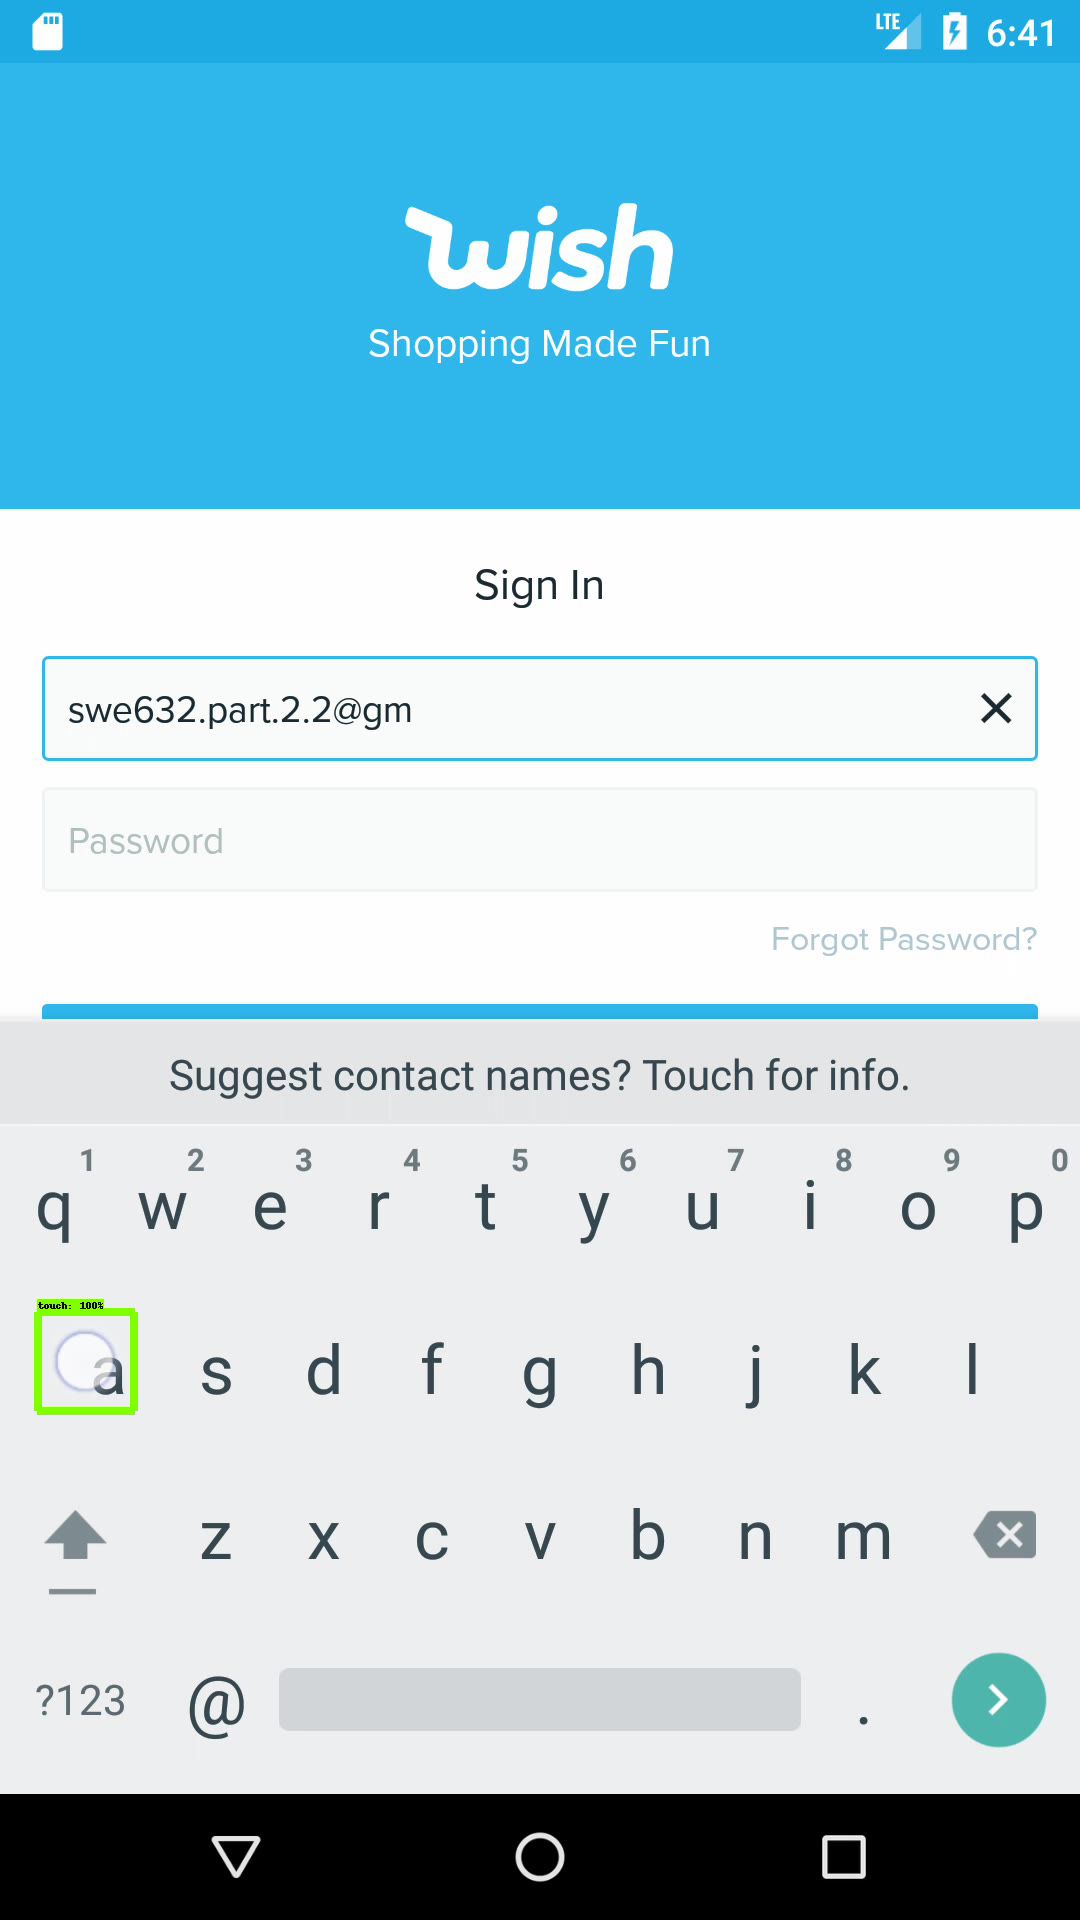 LTE 6:41
wish
Shopping Made Fun
Sign In
swe632.part.2.2@gm
Password
Forgot Password?
Suggest contact names? Touch for info.
1 2 3 4 5 6 7 8 9 0
q w e r t y u i o p
touch: 100%
a s d f g h j k l
z x c v b n m
?123 @ .